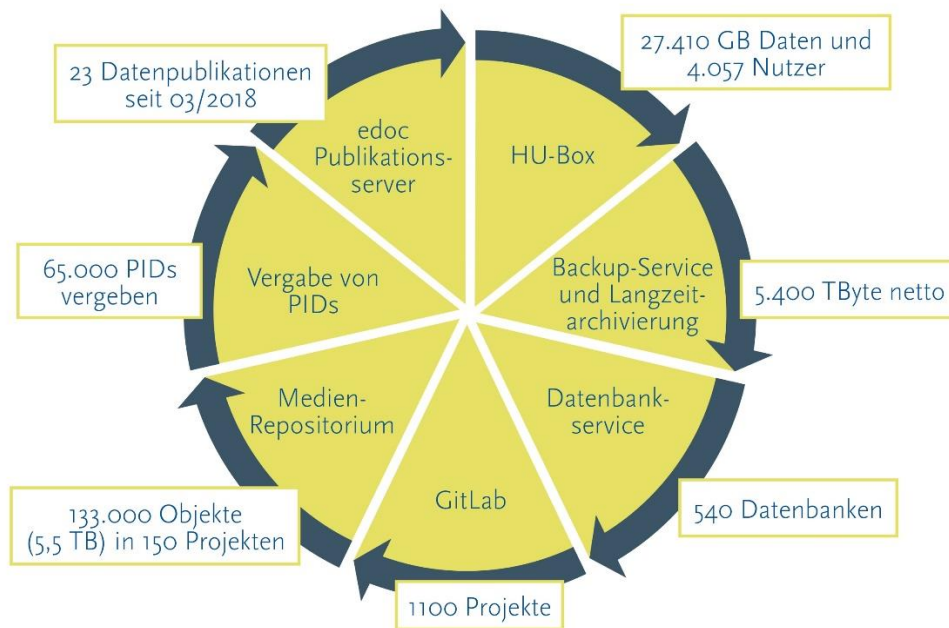 27.410 GB Daten und
4.057 Nutzer
23 Datenpublikationen
seit 03/2018
edoc
Publikations-
server
HU-Box
65.000 PIDs
vergeben
Vergabe von
PIDs
Backup-Service
und Langzeit-
archivierung
5.400 TByte netto
Medien-
Repositorium
Datenbank-
service
133.000 Objekte
(5,5 TB) in 150 Projekten
GitLab
540 Datenbanken
1100 Projekte